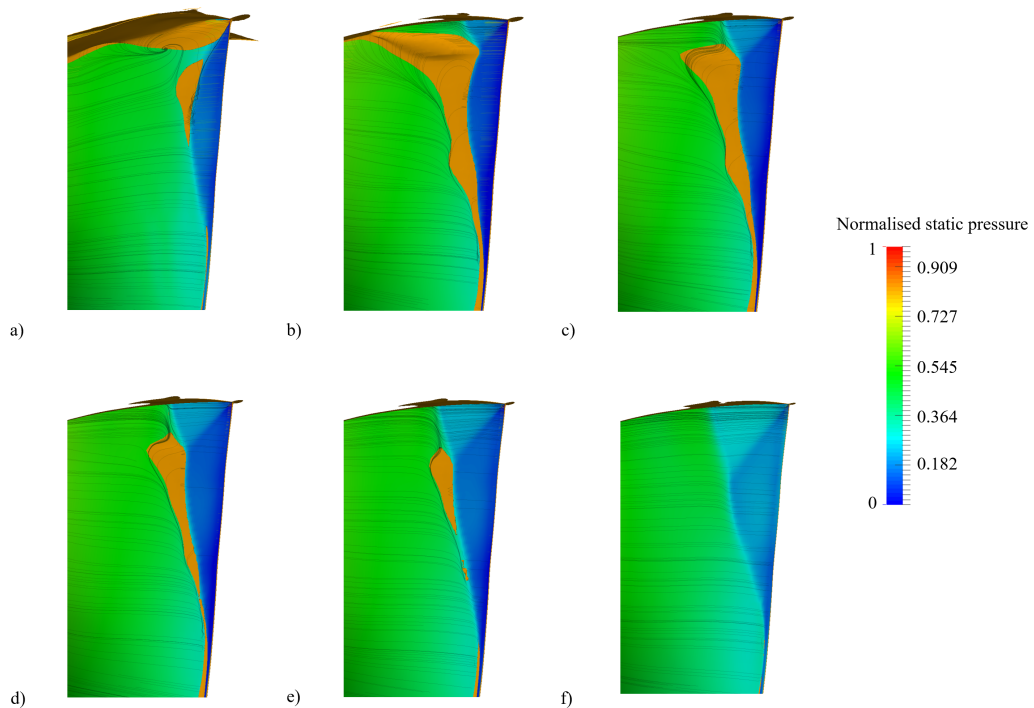 a)
b)
c)
Normalised static pressure
1
0.909
0.727
0.545
0.364
0.182
0
d)
e)
f)